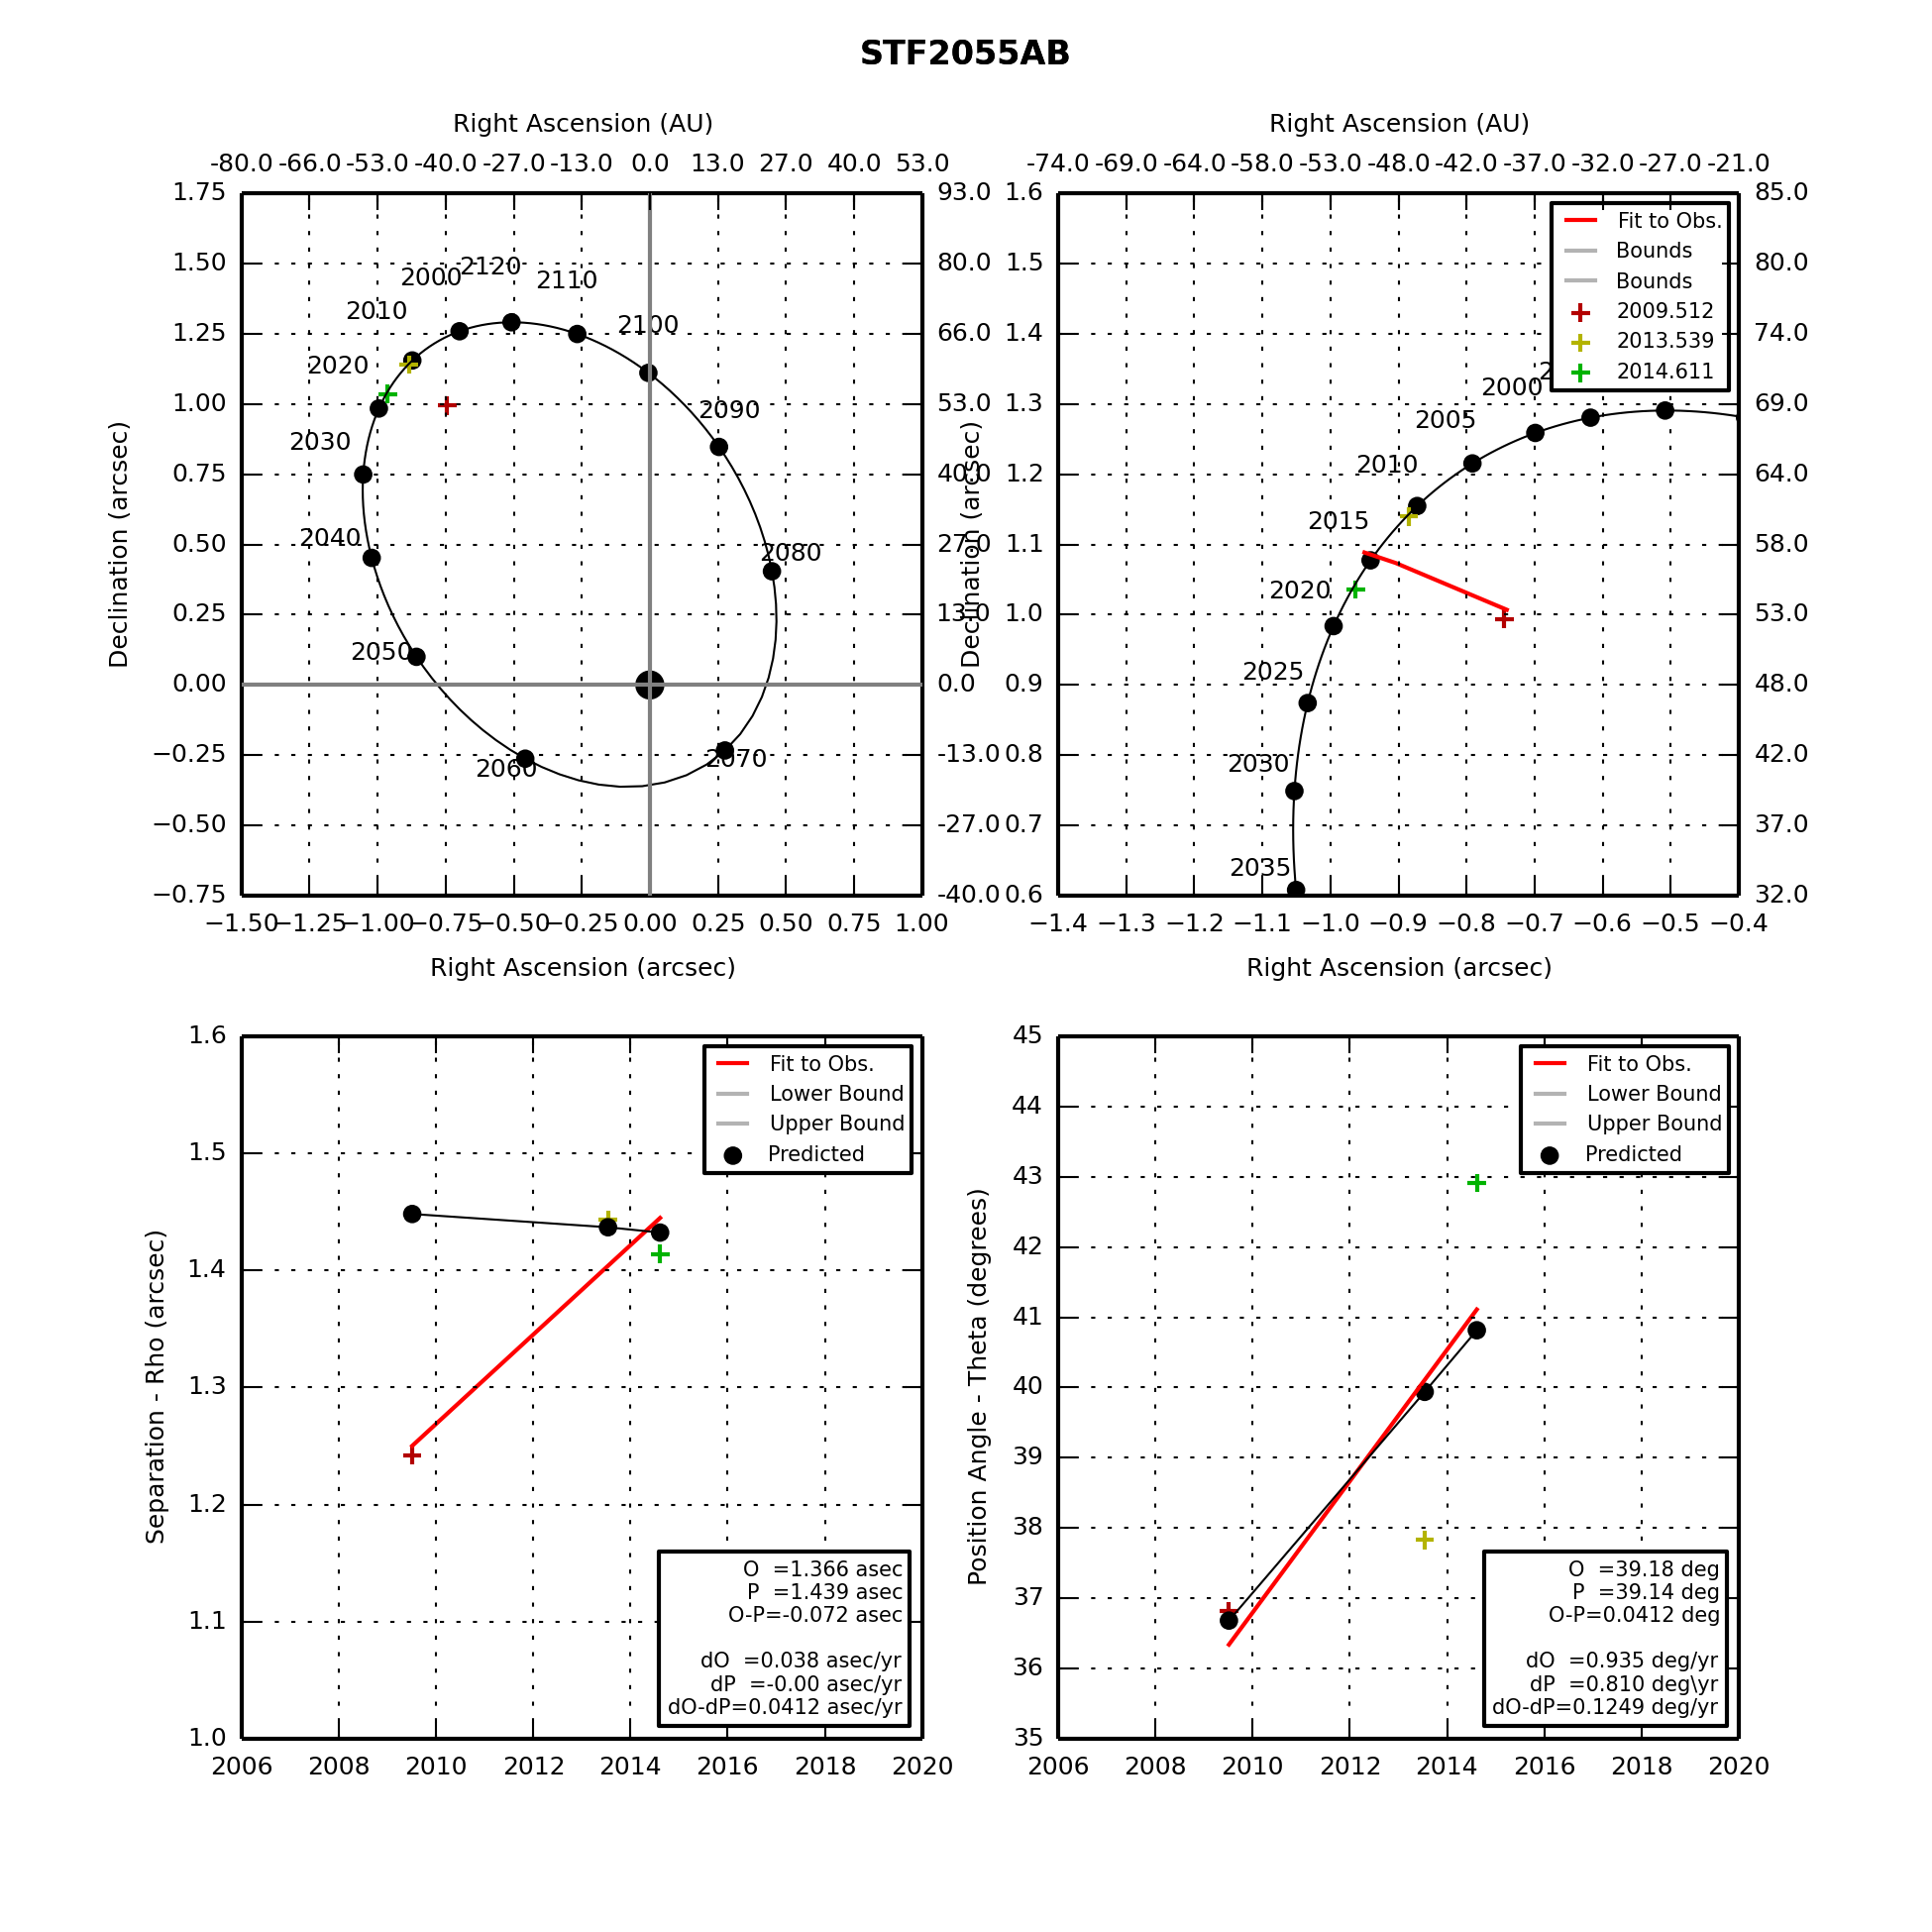 STF2055AB
Right Ascension (AU)
-80.0 -66.0 -53.0 -40.0 -27.0 -13.0 0.0 13.0 27.0 40.0 53.0
Declination (arcsec)
1.75
1.50
1.25
1.00
0.75
0.50
0.25
0.00
−0.25
−0.50
−0.75
93.0
80.0
66.0
53.0
40.0
27.0
13.0
0.0
-13.0
-27.0
-40.0
2120
2000
2110
2010
2100
2020
2090
2030
2040
2080
2050
2070
2060
−1.50 −1.25 −1.00 −0.75 −0.50 −0.25 0.00 0.25 0.50 0.75 1.00
Right Ascension (arcsec)
Right Ascension (AU)
-74.0 -69.0 -64.0 -58.0 -53.0 -48.0 -42.0 -37.0 -32.0 -27.0 -21.0
Declination (arcsec)
1.6
1.5
1.4
1.3
1.2
1.1
1.0
0.9
0.8
0.7
0.6
85.0
80.0
74.0
69.0
64.0
58.0
53.0
48.0
42.0
37.0
32.0
Fit to Obs.
Bounds
Bounds
2009.512
2013.539
2014.611
2000
2005
2010
2015
2020
2025
2030
2035
−1.4 −1.3 −1.2 −1.1 −1.0 −0.9 −0.8 −0.7 −0.6 −0.5 −0.4
Right Ascension (arcsec)
Separation - Rho (arcsec)
1.6
1.5
1.4
1.3
1.2
1.1
1.0
Fit to Obs.
Lower Bound
Upper Bound
Predicted
O =1.366 asec
P =1.439 asec
O-P=-0.072 asec
dO =0.038 asec/yr
dP =-0.00 asec/yr
dO-dP=0.0412 asec/yr
2006 2008 2010 2012 2014 2016 2018 2020
Position Angle - Theta (degrees)
45
44
43
42
41
40
39
38
37
36
35
Fit to Obs.
Lower Bound
Upper Bound
Predicted
O =39.18 deg
P =39.14 deg
O-P=0.0412 deg
dO =0.935 deg/yr
dP =0.810 deg\yr
dO-dP=0.1249 deg/yr
2006 2008 2010 2012 2014 2016 2018 2020